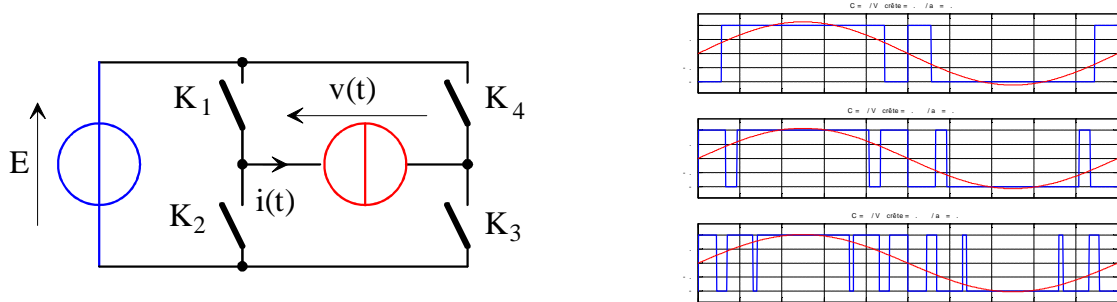 K1
v(t)
K4
E
i(t)
K2
K3
C = /V crête = . /a = .
C = /V crête = . /a = .
C = /V crête = . /a = .